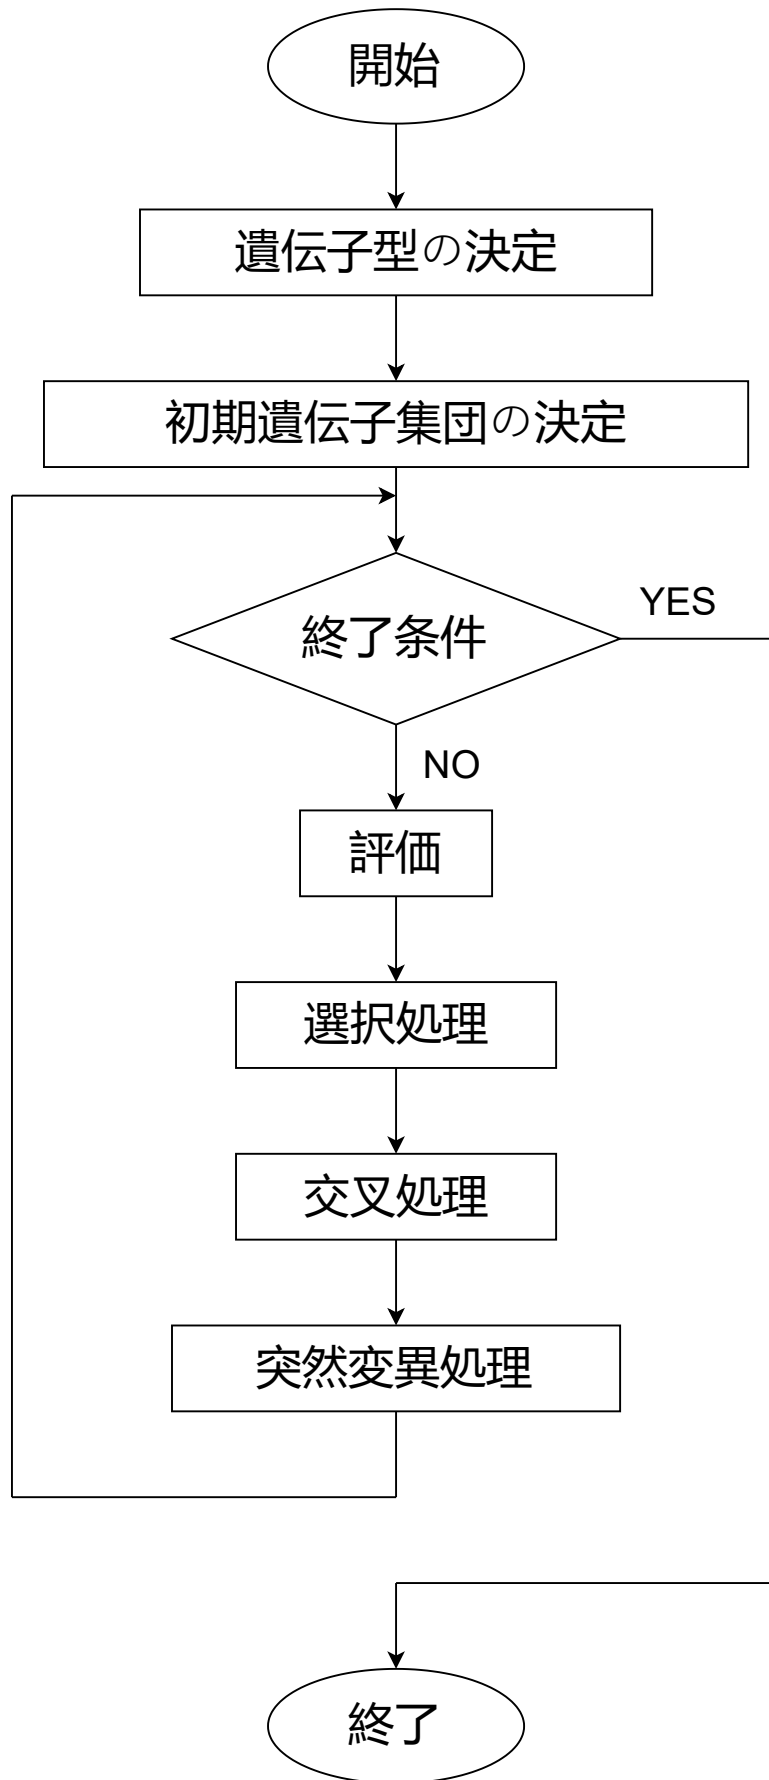 開始
遺伝子型の決定
初期遺伝子集団の決定
終了条件
YES
NO
評価
選択処理
交叉処理
突然変異処理
終了